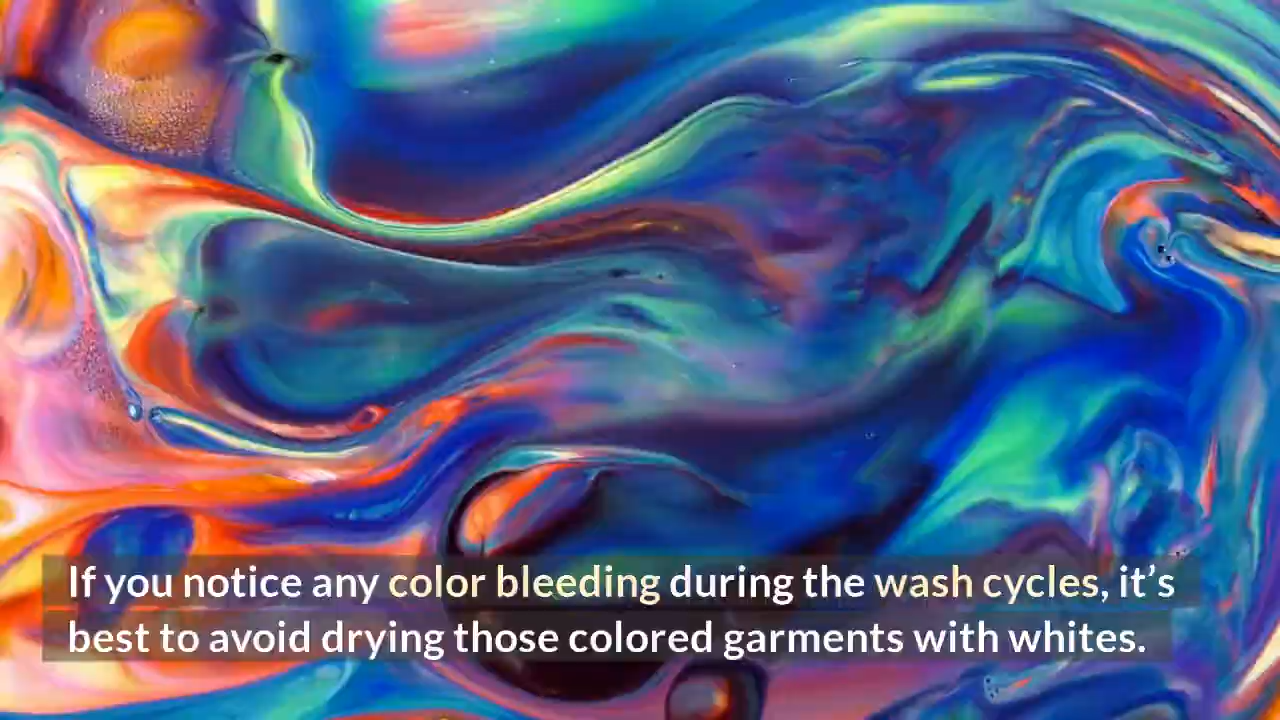 If you notice any color bleeding during the wash cycles, it’s
best to avoid drying those colored garments with whites.